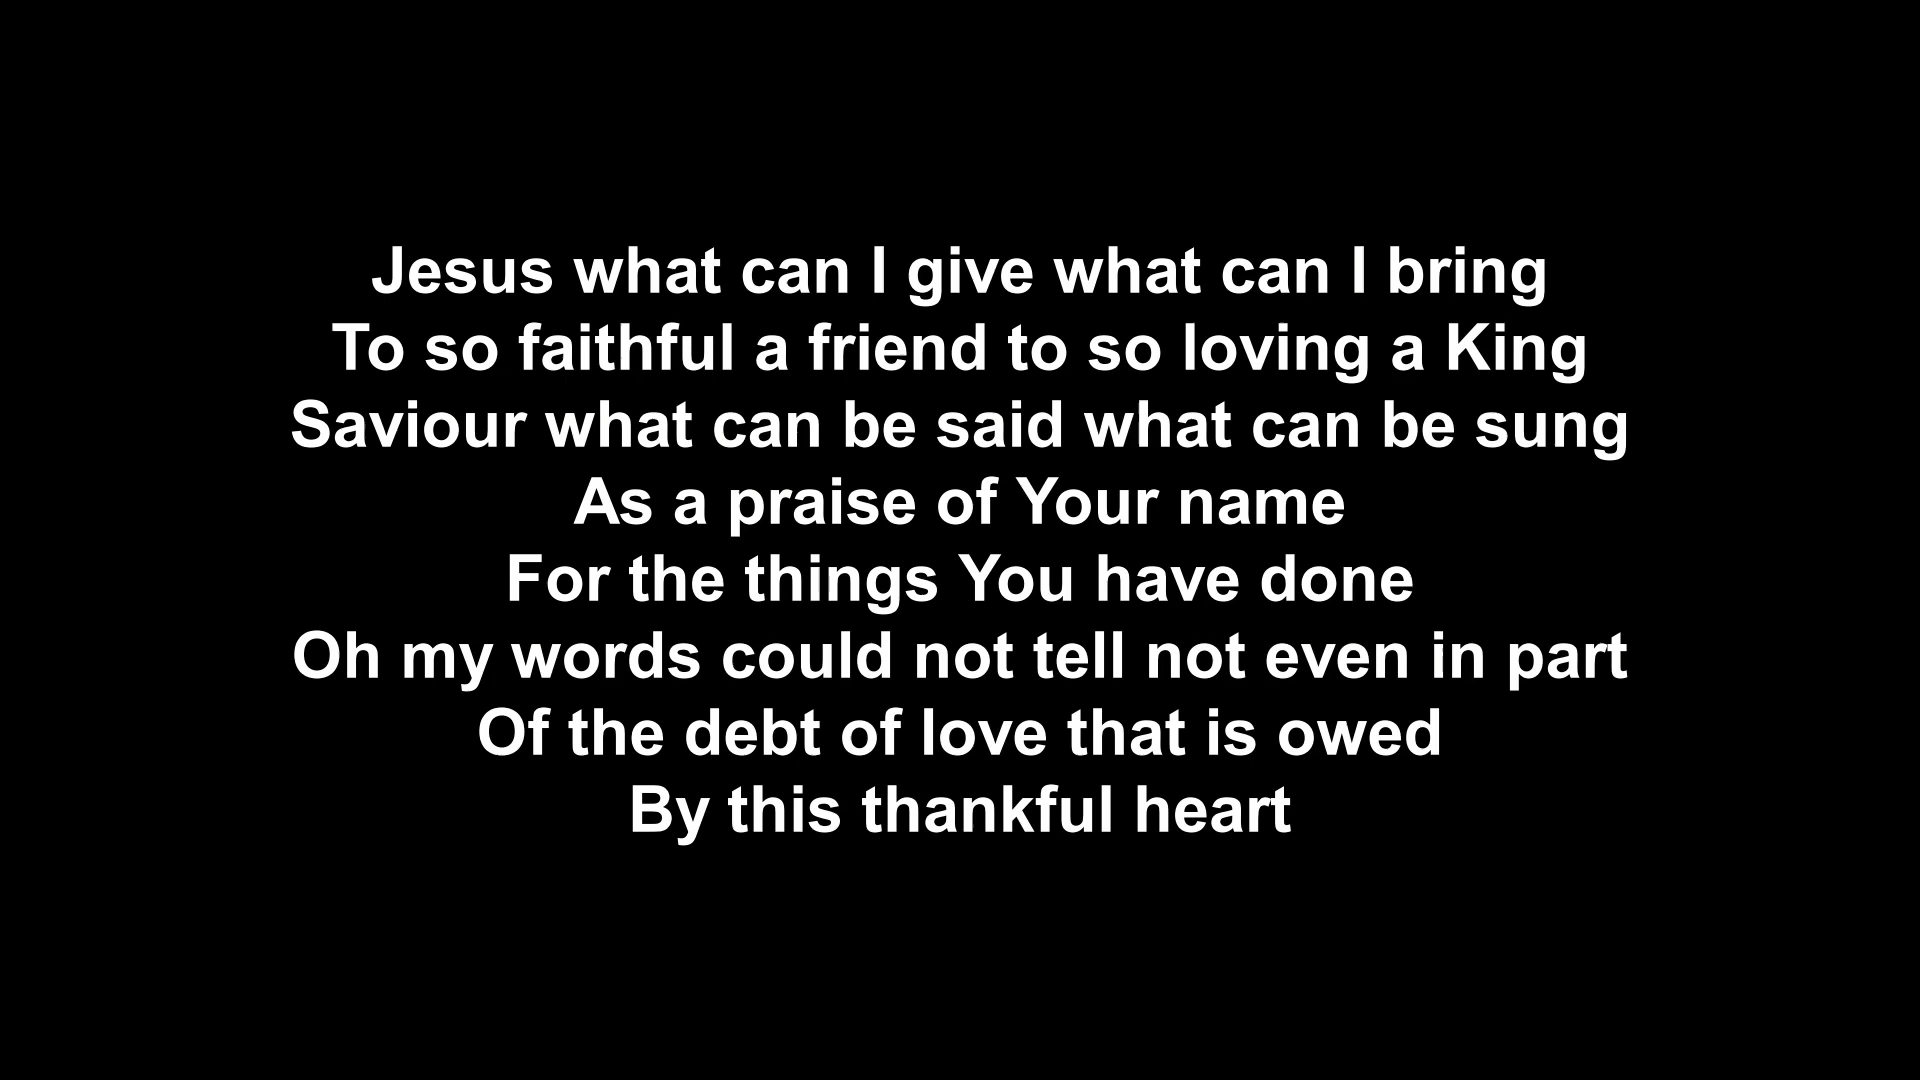 Jesus what can I give what can I bring
To so faithful a friend to so loving a King
Saviour what can be said what can be sung
As a praise of Your name
For the things You have done
Oh my words could not tell not even in part
Of the debt of love that is owed
By this thankful heart